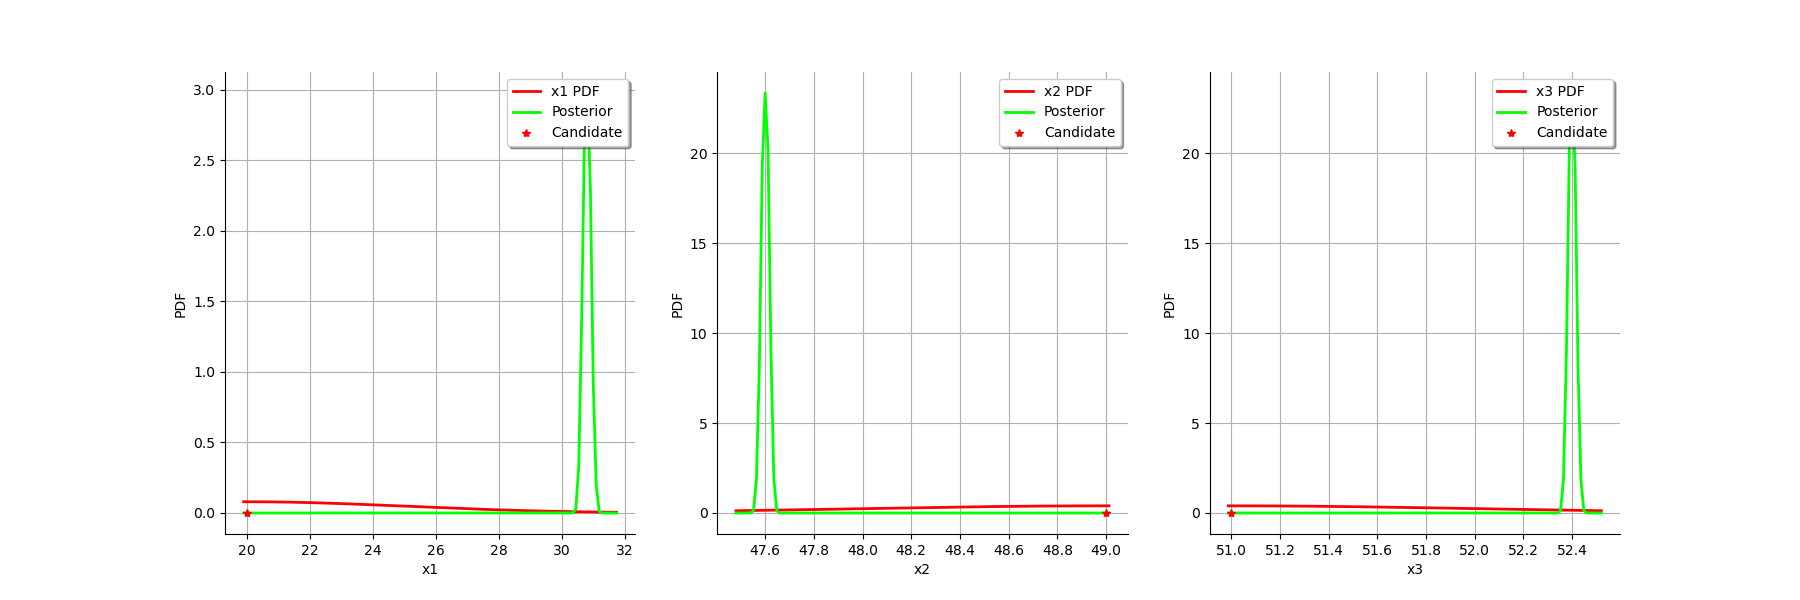 x1 PDF
Posterior
Candidate
3.0
2.5
2.0
1.5
1.0
0.5
0.0
PDF
20 22 24 26 28 30 32
x1
x2 PDF
Posterior
Candidate
20
15
10
5
0
PDF
47.6 47.8 48.0 48.2 48.4 48.6 48.8 49.0
x2
x3 PDF
Posterior
Candidate
20
15
10
5
0
PDF
51.0 51.2 51.4 51.6 51.8 52.0 52.2 52.4
x3